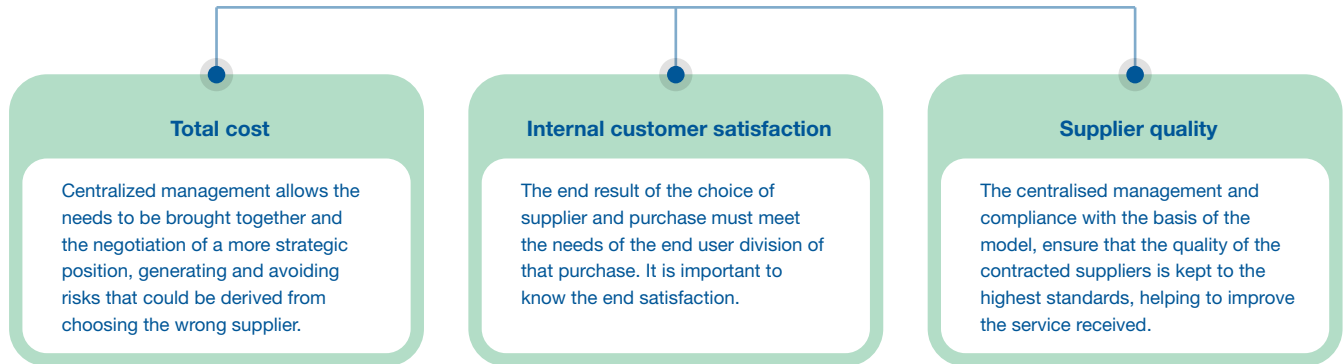 Total cost
Centralized management allows the
needs to be brought together and
the negotiation of a more strategic
position, generating and avoiding
risks that could be derived from
choosing the wrong supplier.
Internal customer satisfaction
The end result of the choice of
supplier and purchase must meet
the needs of the end user division of
that purchase. It is important to
know the end satisfaction.
Supplier quality
The centralised management and
compliance with the basis of the
model, ensure that the quality of the
contracted suppliers is kept to the
highest standards, helping to improve
the service received.